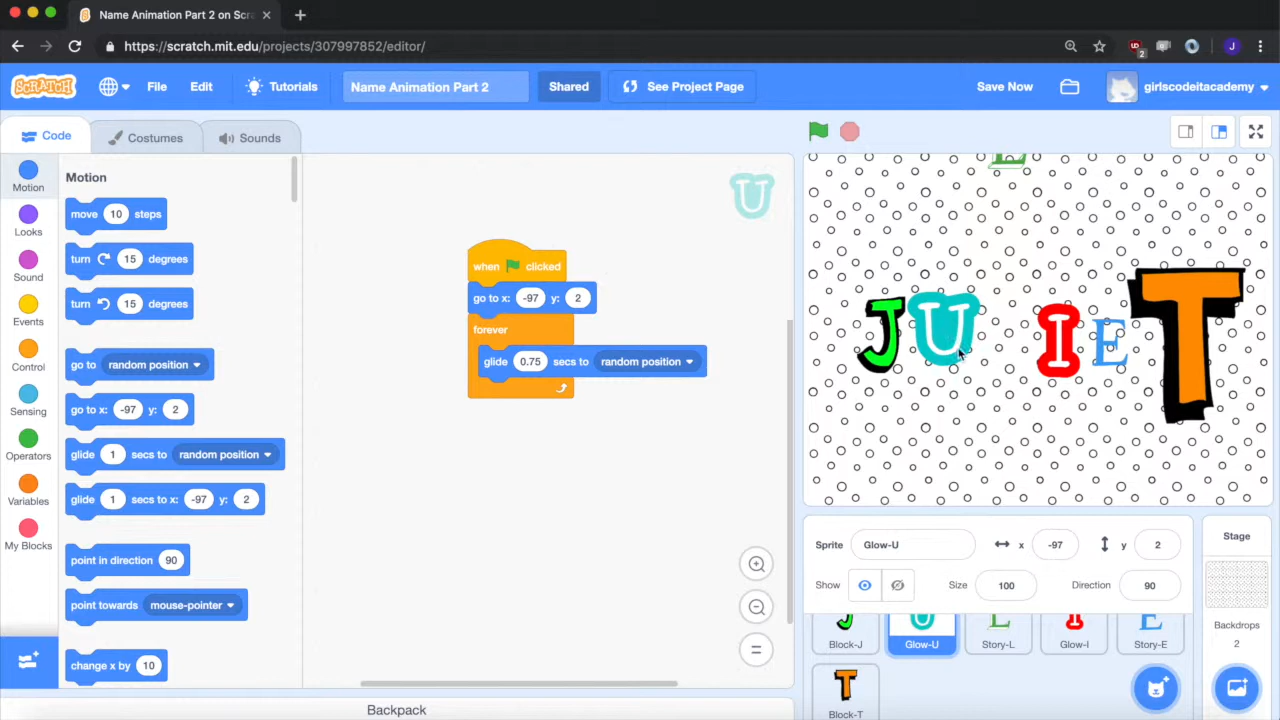 Name Animation Part 2 on Scra
https://scratch.mit.edu/projects/307997852/editor/
2
J
SCRATCH
File
Edit
Tutorials
Name Animation Part 2
Shared
See Project Page
Save Now
girlscodeitacademy
Code
Costumes
Sounds
Motion
Looks
Sound
Events
Control
Sensing
Operators
Variables
My Blocks
Motion
move 10 steps
turn 15 degrees
turn 15 degrees
go to random position
go to x: -97 y: 2
glide 1 secs to random position
glide 1 secs to x: -97 y: 2
point in direction 90
point towards mouse-pointer
change x by 10
U
when clicked
go to x: -97 y: 2
forever
glide 0.75 secs to random position
L
J U I E T
Sprite Glow-U x -97 y 2
Show Size 100 Direction 90
J U L I E
Block-J Glow-U Story-L Glow-I Story-E
T
Block-T
Stage
Backdrops
2
Backpack